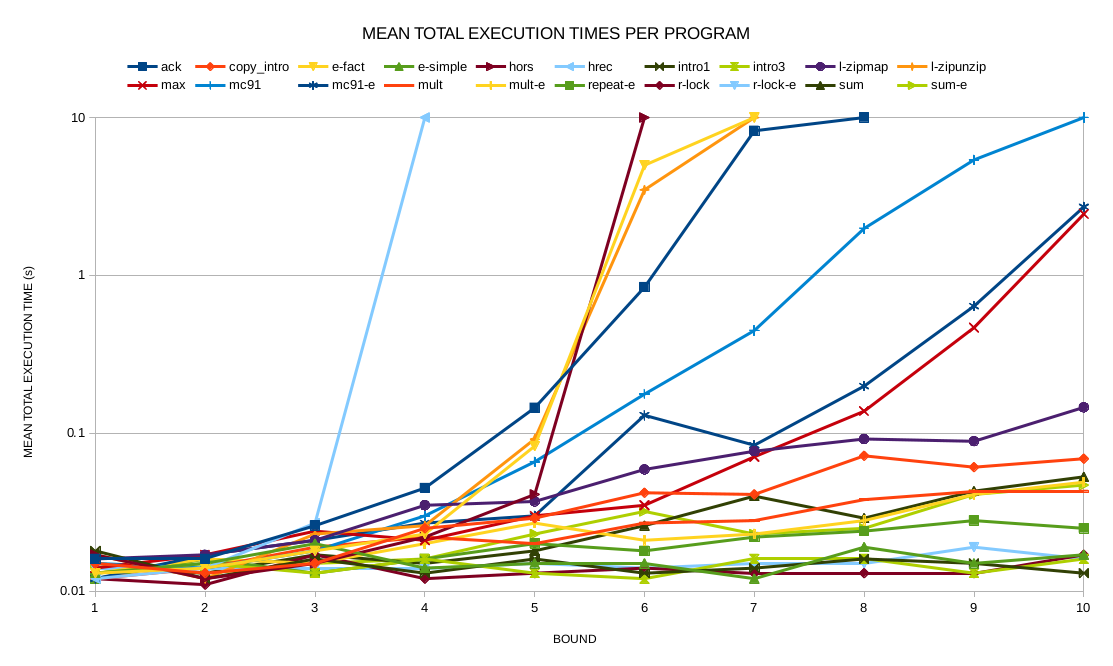 MEAN TOTAL EXECUTION TIMES PER PROGRAM
ack copy_intro e-fact e-simple hors hrec intro1 intro3 l-zipmap l-zipunzip
max mc91 mc91-e mult mult-e repeat-e r-lock r-lock-e sum sum-e
10
1
0.1
0.01
MEAN TOTAL EXECUTION TIME (s)
1 2 3 4 5 6 7 8 9 10
BOUND